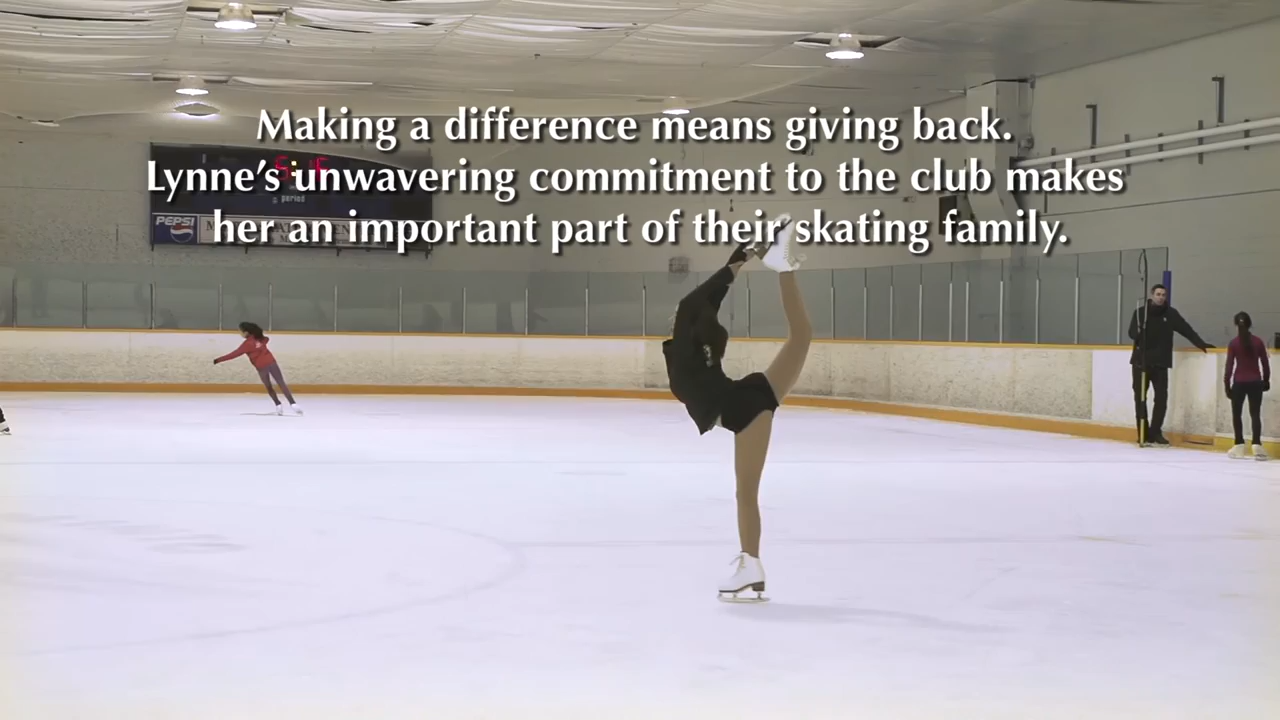 Making a difference means giving back.
Lynne's unwavering commitment to the club makes
her an important part of their skating family.
period
PEPSI